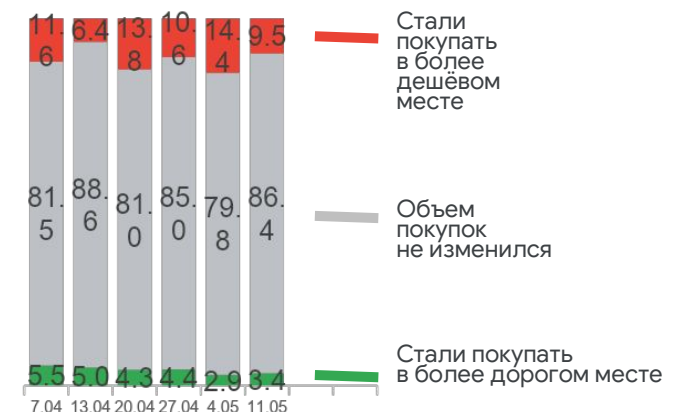 11.
6
6.4
13.
8
10.
6
14.
4
9.5
Стали
покупать
в более
дешёвом
месте
81.
5
88.
6
81.
0
85.
0
79.
8
86.
4
Объем
покупок
не изменился
5.5
5.0
4.3
4.4
2.9
3.4
Стали покупать
в более дорогом месте
7.04 13.04 20.04 27.04 4.05 11.05